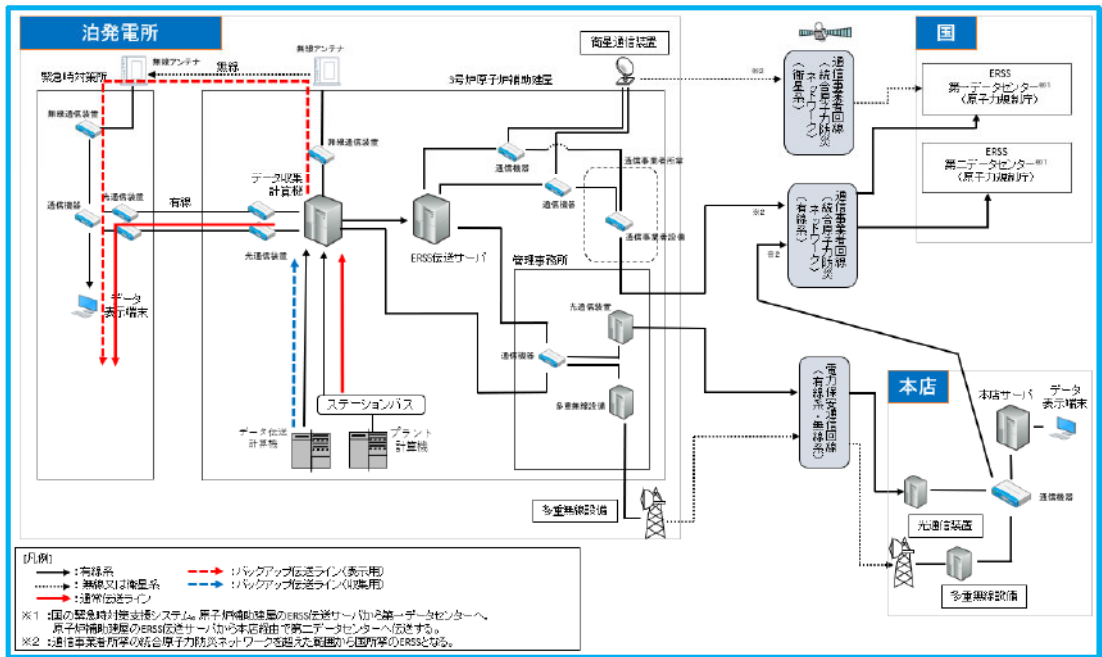 泊発電所
国
衛星通信装置
無線アンテナ
無線
無線アンテナ
緊急時対策所
3号炉原子炉補助建屋
※2
通信事業者回線
(統合原子力防災
ネットワーク)
(衛星系)
ERSS
第一データセンター※1
(原子力規制庁)
無線通信装置
無線通信装置
通信機器
通信事業者所掌
ERSS
第二データセンター※1
(原子力規制庁)
データ収集
計算機
通信機器
光通信装置
有線
通信機器
通信事業者設備
※2
通信事業者回線
(統合原子力防災
ネットワーク)
(有線系)
光通信装置
ERSS伝送サーバ
管理事務所
※2
データ
表示端末
光通信装置
通信機器
電力保安通信回線
(有線系・無線系)
本店
本店サーバ
データ
表示端末
ステーションバス
多重無線設備
データ伝送
計算機
プラント
計算機
通信機器
多重無線設備
光通信装置
多重無線設備
[凡例]
:有線系
:バックアップ伝送ライン(表示用)
:無線又は衛星系
:バックアップ伝送ライン(収集用)
:通常伝送ライン
※1 :国の緊急時対策支援システム。原子炉補助建屋のERSS伝送サーバから第一データセンターへ、
原子炉補助建屋のERSS伝送サーバから本店経由で第二データセンターへ伝送する。
※2 :通信事業者所掌の統合原子力防災ネットワークを超えた範囲から国所掌のERSSとなる。